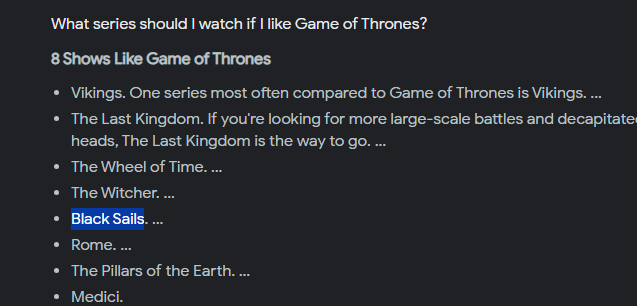 What series should I watch if I like Game of Thrones?
8 Shows Like Game of Thrones
Vikings. One series most often compared to Game of Thrones is Vikings. ...
The Last Kingdom. If you're looking for more large-scale battles and decapitated
heads, The Last Kingdom is the way to go. ...
The Wheel of Time. ...
The Witcher. ...
Black Sails. ...
Rome. ...
The Pillars of the Earth. ...
Medici.